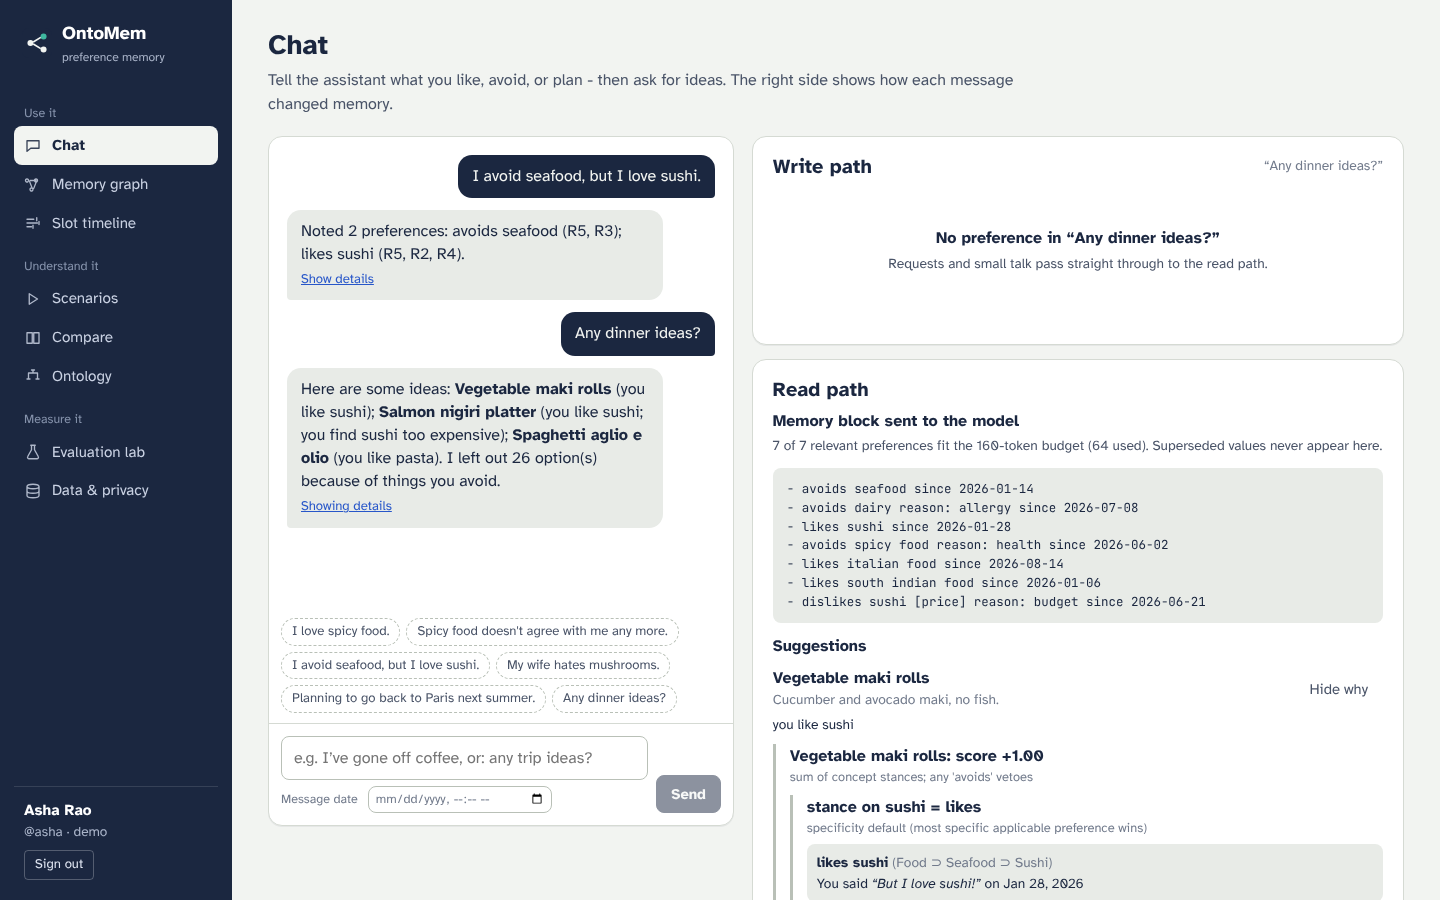 OntoMem
preference memory
Use it
Chat
Memory graph
Slot timeline
Understand it
Scenarios
Compare
Ontology
Measure it
Evaluation lab
Data & privacy
Asha Rao
@asha · demo
Sign out
Chat
Tell the assistant what you like, avoid, or plan - then ask for ideas. The right side shows how each message
changed memory.
I avoid seafood, but I love sushi.
Noted 2 preferences: avoids seafood (R5, R3);
likes sushi (R5, R2, R4).
Show details
Any dinner ideas?
Here are some ideas: Vegetable maki rolls (you
like sushi); Salmon nigiri platter (you like sushi;
you find sushi too expensive); Spaghetti aglio e
olio (you like pasta). I left out 26 option(s)
because of things you avoid.
Showing details
I love spicy food.
Spicy food doesn't agree with me any more.
I avoid seafood, but I love sushi.
My wife hates mushrooms.
Planning to go back to Paris next summer.
Any dinner ideas?
e.g. I've gone off coffee, or: any trip ideas?
Message date
mm/dd/yyyy, --:-- --
Send
Write path
“Any dinner ideas?”
No preference in “Any dinner ideas?”
Requests and small talk pass straight through to the read path.
Read path
Memory block sent to the model
7 of 7 relevant preferences fit the 160-token budget (64 used). Superseded values never appear here.
- avoids seafood since 2026-01-14
- avoids dairy reason: allergy since 2026-07-08
- likes sushi since 2026-01-28
- avoids spicy food reason: health since 2026-06-02
- likes italian food since 2026-08-14
- likes south indian food since 2026-01-06
- dislikes sushi [price] reason: budget since 2026-06-21
Suggestions
Vegetable maki rolls
Cucumber and avocado maki, no fish.
Hide why
you like sushi
Vegetable maki rolls: score +1.00
sum of concept stances; any 'avoids' vetoes
stance on sushi = likes
specificity default (most specific applicable preference wins)
likes sushi (Food ⊃ Seafood ⊃ Sushi)
You said “But I love sushi!” on Jan 28, 2026